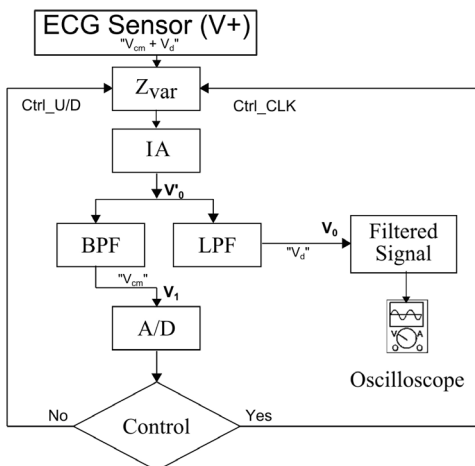 ECG Sensor (V+)
"Vcm + Vd"
Zvar
Ctrl_U/D
Ctrl_CLK
IA
V'0
BPF
LPF
V0
"Vd"
Filtered
Signal
"Vcm"
V1
A/D
V
A
Ω
Ω
Oscilloscope
No
Control
Yes